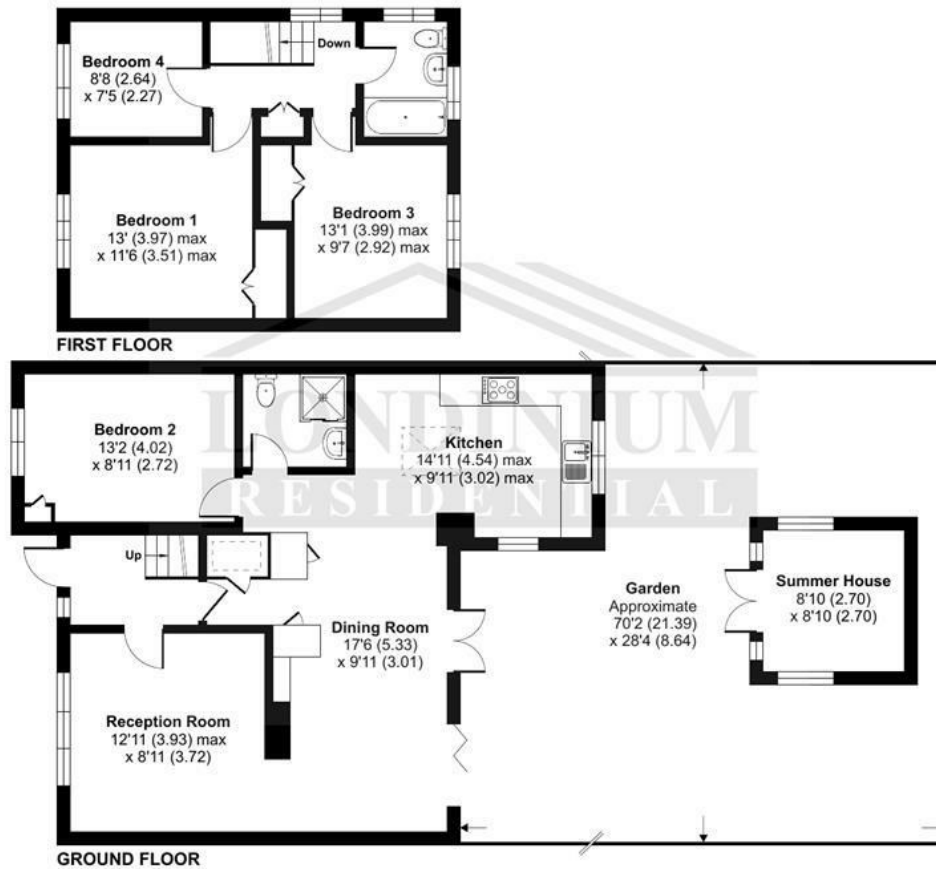 Bedroom 4
8'8 (2.64)
x 7'5 (2.27)
Down
Bedroom 1
13' (3.97) max
x 11'6 (3.51) max
Bedroom 3
13'1 (3.99) max
x 9'7 (2.92) max
FIRST FLOOR
LONDINIUM
RESIDENTIAL
Bedroom 2
13'2 (4.02)
x 8'11 (2.72)
Kitchen
14'11 (4.54) max
x 9'11 (3.02) max
Up
Dining Room
17'6 (5.33)
x 9'11 (3.01)
Garden
Approximate
70'2 (21.39)
x 28'4 (8.64)
Summer House
8'10 (2.70)
x 8'10 (2.70)
Reception Room
12'11 (3.93) max
x 8'11 (3.72)
GROUND FLOOR